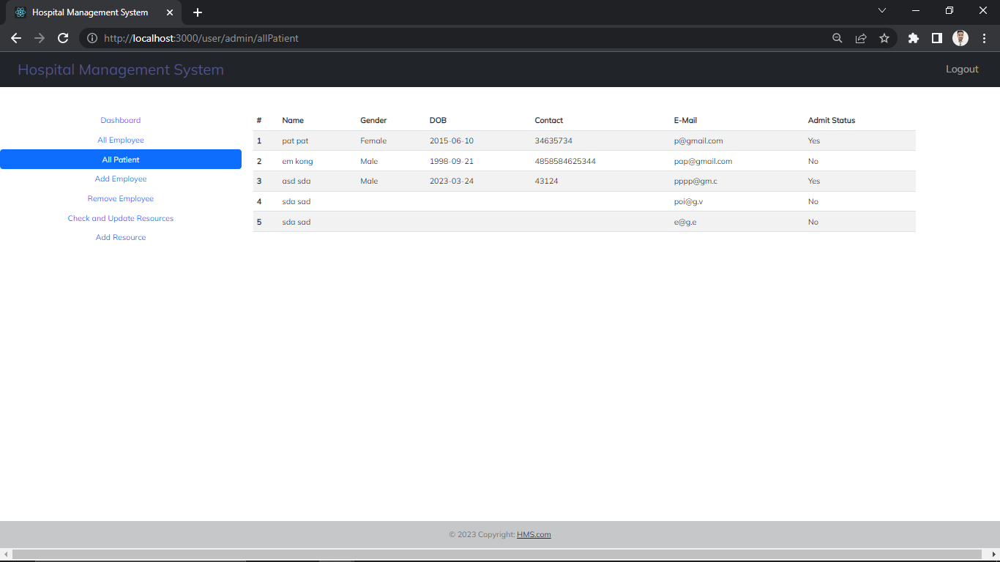 Hospital Management System
http://localhost:3000/user/admin/allPatient
Hospital Management System Logout
Dashboard
All Employee
All Patient
Add Employee
Remove Employee
Check and Update Resources
Add Resource
# Name Gender DOB Contact E-Mail Admit Status
1 pat pat Female 2015-06-10 34635734 p@gmail.com Yes
2 em kong Male 1998-09-21 4858584625344 pap@gmail.com No
3 asd sda Male 2023-03-24 43124 pppp@gm.c Yes
4 sda sad poi@g.v No
5 sda sad e@g.e No
© 2023 Copyright: HMS.com